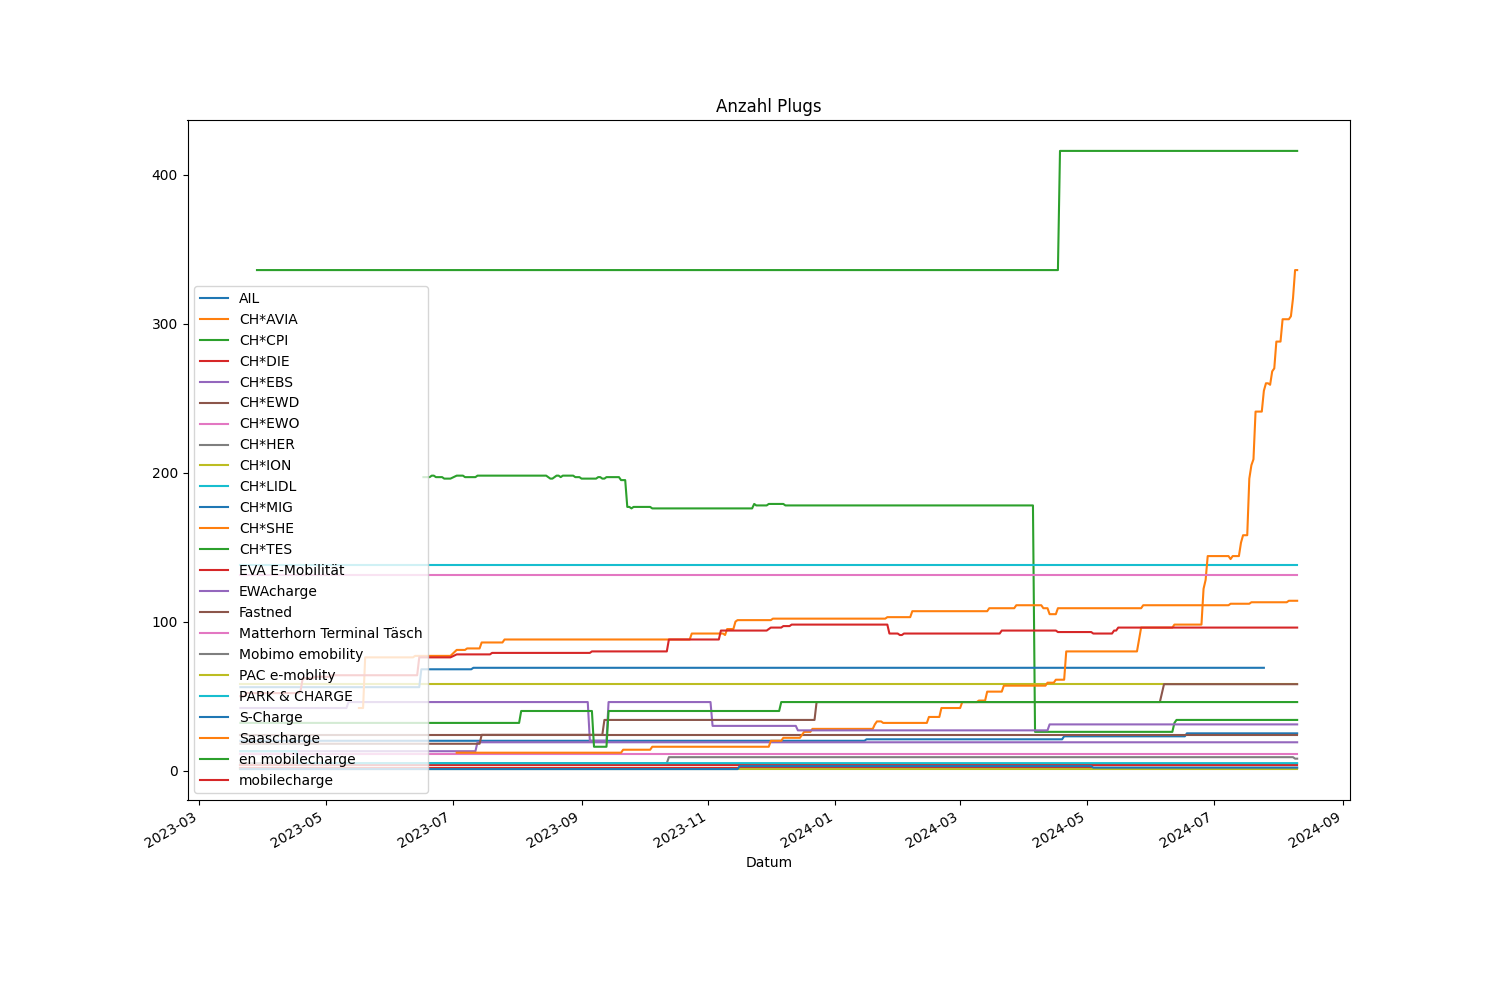 Anzahl Plugs
400
300
200
100
0
AIL
CH*AVIA
CH*CPI
CH*DIE
CH*EBS
CH*EWD
CH*EWO
CH*HER
CH*ION
CH*LIDL
CH*MIG
CH*SHE
CH*TES
EVA E-Mobilität
EWAcharge
Fastned
Matterhorn Terminal Täsch
Mobimo emobility
PAC e-moblity
PARK & CHARGE
S-Charge
Saascharge
en mobilecharge
mobilecharge
2023-03
2023-05
2023-07
2023-09
2023-11
2024-01
2024-03
2024-05
2024-07
2024-09
Datum